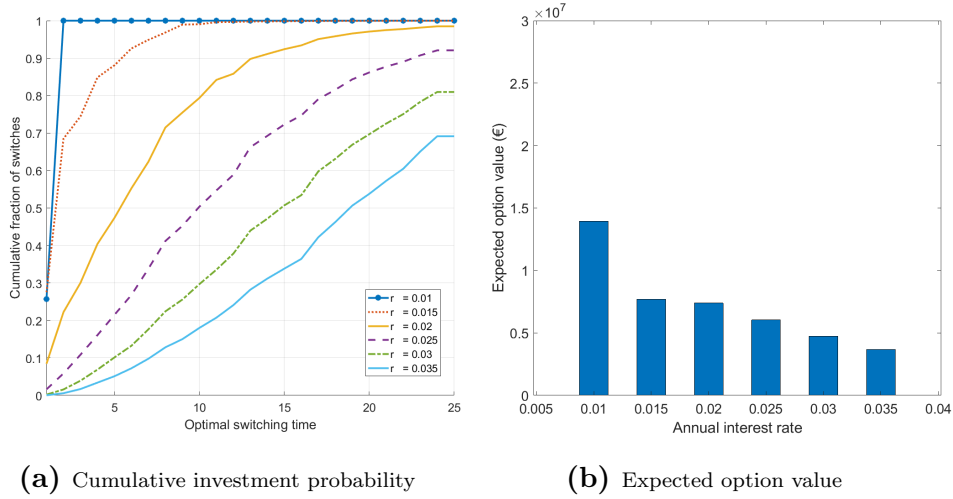 1
0.9
0.8
0.7
0.6
0.5
0.4
0.3
0.2
0.1
0
5
10
15
20
25
Cumulative fraction of switches
Optimal switching time
r = 0.01
r = 0.015
r = 0.02
r = 0.025
r = 0.03
r = 0.035
(a) Cumulative investment probability
×10⁷
3
2.5
2
1.5
1
0.5
0
0.005
0.01
0.015
0.02
0.025
0.03
0.035
0.04
Expected option value (€)
Annual interest rate
(b) Expected option value